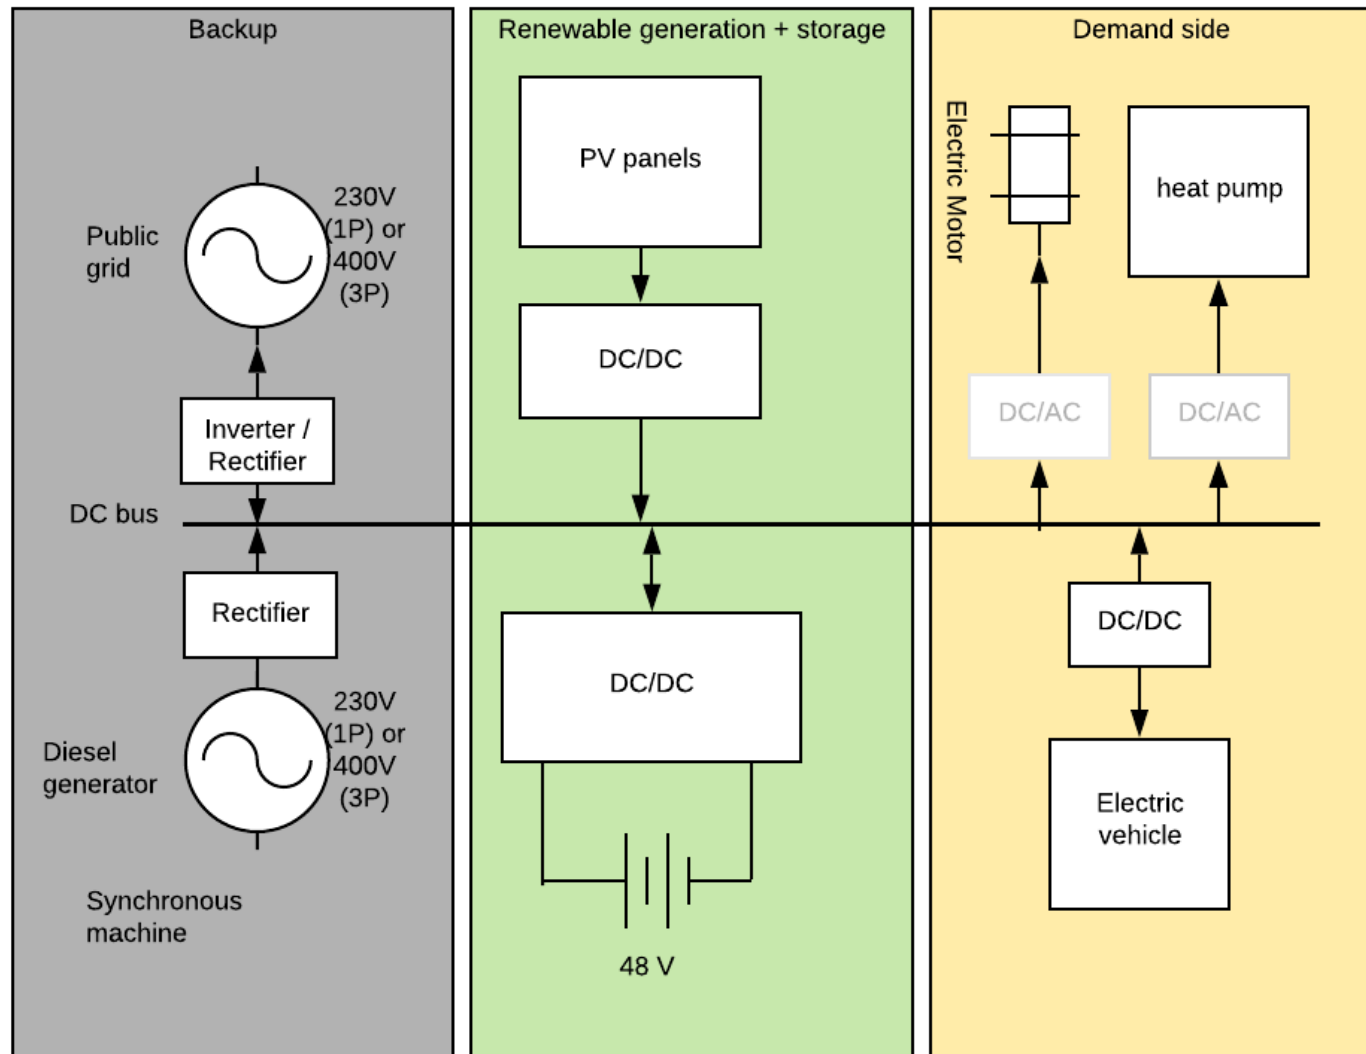 Backup
Public
grid
230V
(1P) or
400V
(3P)
Inverter /
Rectifier
DC bus
Rectifier
Diesel
generator
230V
(1P) or
400V
(3P)
Synchronous
machine
Renewable generation + storage
PV panels
DC/DC
DC/DC
48 V
Demand side
Electric Motor
heat pump
DC/AC
DC/AC
DC/DC
Electric
vehicle